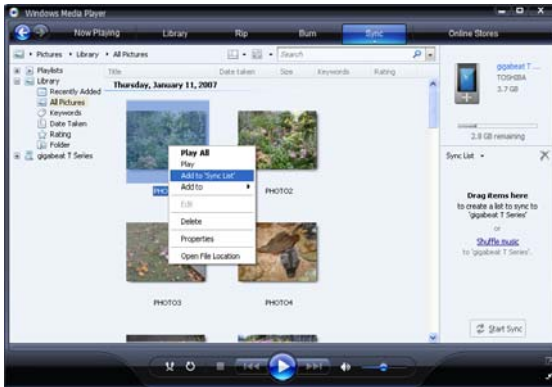 Windows Media Player
Now Playing
Library
Rip
Burn
Sync
Online Stores
Pictures
Library
All Pictures
Search
Playlists
Library
Recently Added
All Pictures
Keywords
Date Taken
Rating
Folder
gigabeat T Series
Title
Date taken
Size
Keywords
Rating
Thursday, January 11, 2007
PHOTO2
PHOTO3
PHOTO4
Play All
Play
Add to 'Sync List'
Add to
Edit
Delete
Properties
Open File Location
gigabeat T ...
TOSHIBA
3.7 GB
2.8 GB remaining
Sync List
Drag items here
to create a list to sync to
'gigabeat T Series'
or
Shuffle music
to 'gigabeat T Series'.
Start Sync